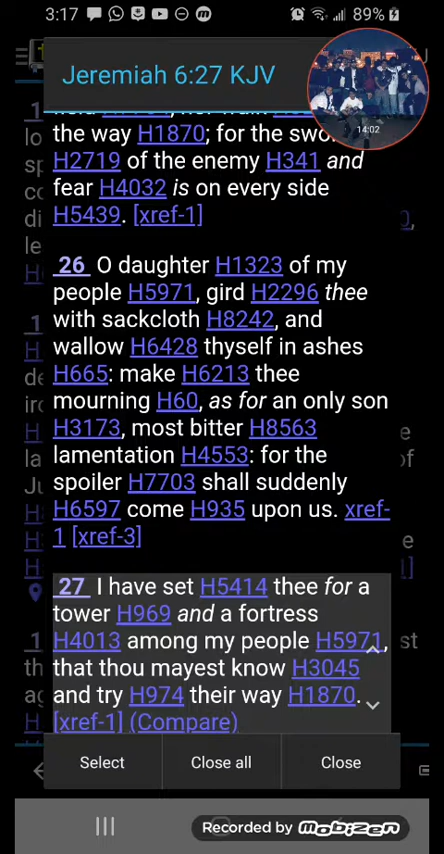 3:17
89%
Jeremiah 6:27 KJV
14:02
the way H1870; for the
H2719 of the enemy H341 and
fear H4032 is on every side
H5439. [xref-1]
26 O daughter H1323 of my
people H5971, gird H2296 thee
with sackcloth H8242, and
wallow H6428 thyself in ashes
H665: make H6213 thee
mourning H60, as for an only son
H3173, most bitter H8563
lamentation H4553: for the
spoiler H7703 shall suddenly
H6597 come H935 upon us. xref-
1 [xref-3]
27 I have set H5414 thee for a
tower H969 and a fortress
H4013 among my people H5971,
that thou mayest know H3045
and try H974 their way H1870.
[xref-1] (Compare)
Select Close all Close
Recorded by mobizen